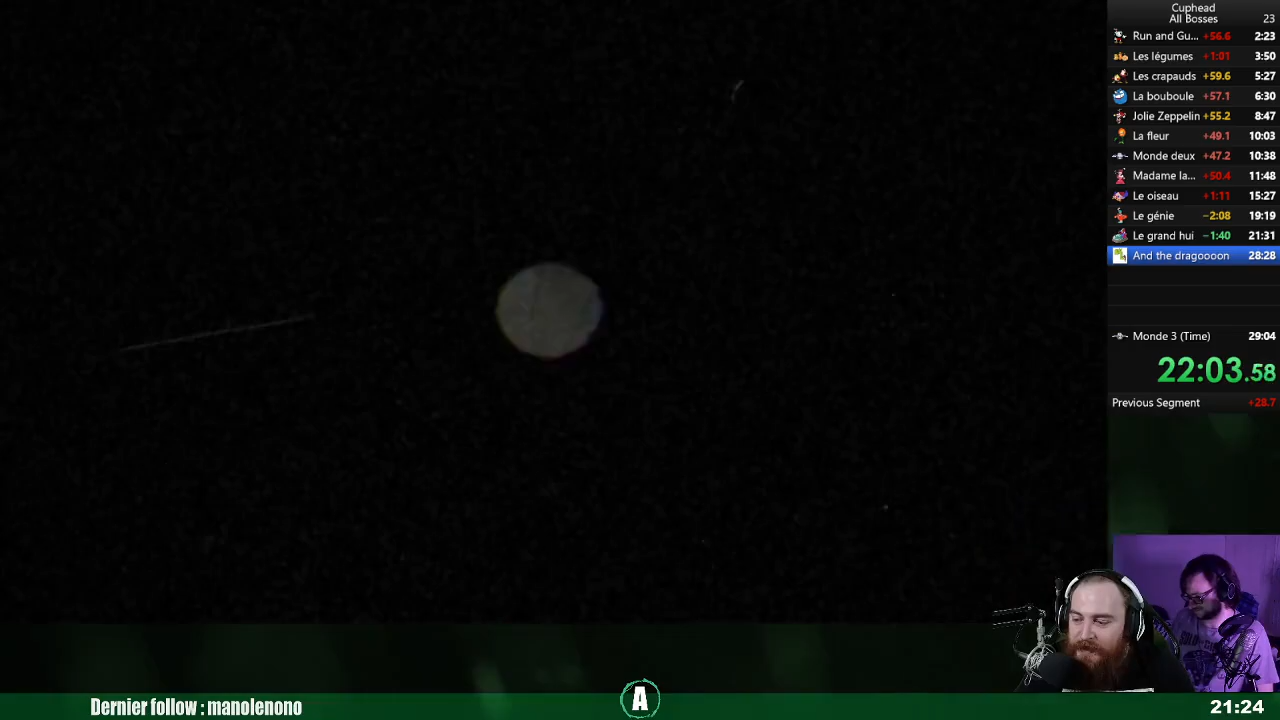 Cuphead
All Bosses 23
Run and Gu... +56.6 2:23
Les légumes +1:01 3:50
Les crapauds +59.6 5:27
La bouboule +57.1 6:30
Jolie Zeppelin +55.2 8:47
La fleur +49.1 10:03
Monde deux +47.2 10:38
Madame la... +50.4 11:48
Le oiseau +1:11 15:27
Le génie −2:08 19:19
Le grand hui −1:40 21:31
And the dragoooon 28:28
Monde 3 (Time) 29:04
22:03.58
Previous Segment +28.7
Dernier follow : manolenono
A
21:24